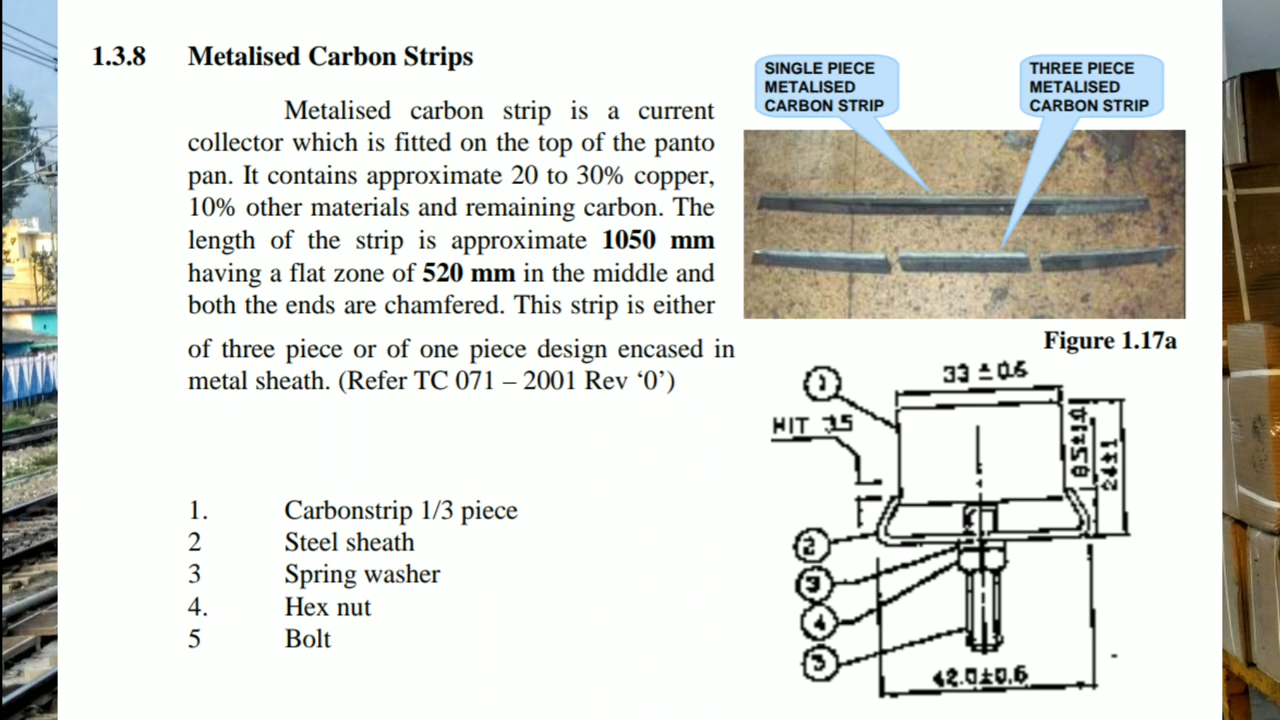 1.3.8 Metalised Carbon Strips
Metalised carbon strip is a current
collector which is fitted on the top of the panto
pan. It contains approximate 20 to 30% copper,
10% other materials and remaining carbon. The
length of the strip is approximate 1050 mm
having a flat zone of 520 mm in the middle and
both the ends are chamfered. This strip is either
of three piece or of one piece design encased in
metal sheath. (Refer TC 071 – 2001 Rev ‘0’)
1. Carbonstrip 1/3 piece
2 Steel sheath
3 Spring washer
4. Hex nut
5 Bolt
SINGLE PIECE
METALISED
CARBON STRIP
THREE PIECE
METALISED
CARBON STRIP
Figure 1.17a
33 ±0.6
1
24±1
2
3
4
5
42.0±0.6